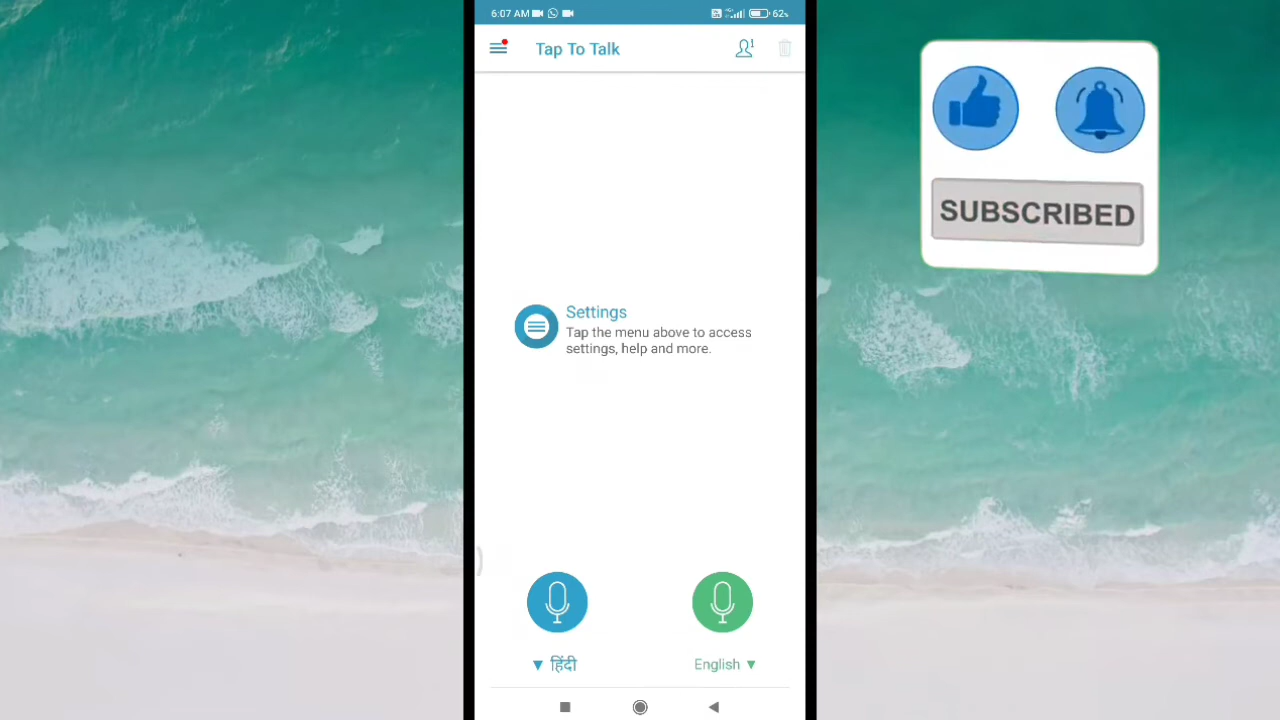 6:07 AM 62%
Tap To Talk
1
SUBSCRIBED
Settings
Tap the menu above to access
settings, help and more.
▼ हिंदी English ▼